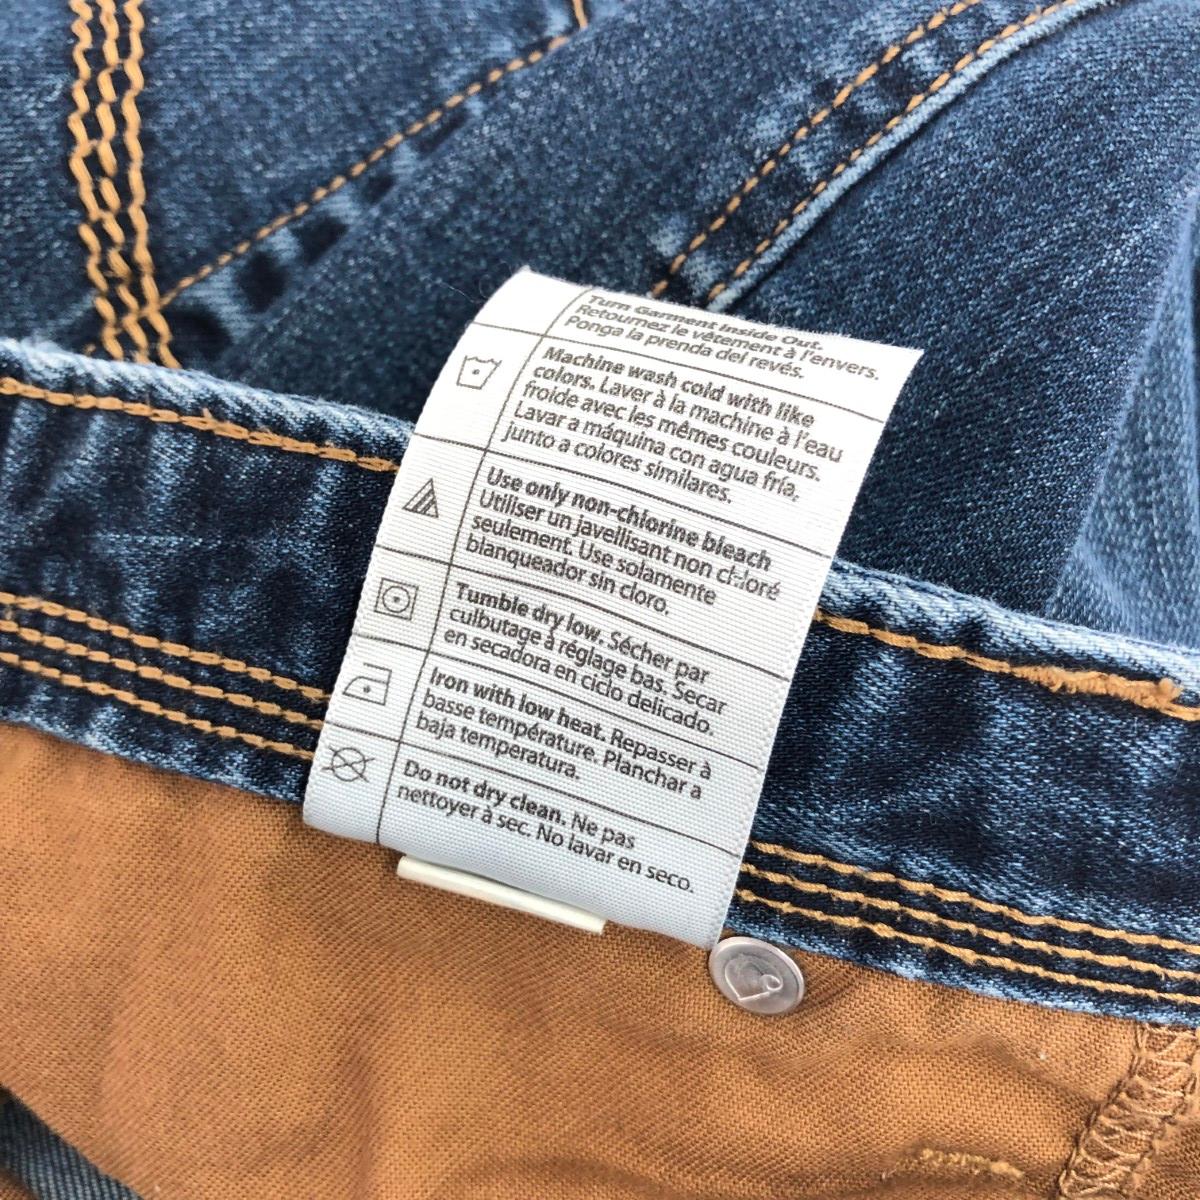 Turn Garment Inside Out.
Retournez le vêtement à l'envers.
Ponga la prenda del revés.
Machine wash cold with like
colors. Laver à la machine à l'eau
froide avec les mêmes couleurs.
Lavar a máquina con agua fría,
junto a colores similares.
Use only non-chlorine bleach
Utiliser un javellisant non chloré
seulement. Use solamente
blanqueador sin cloro.
Tumble dry low. Sécher par
culbutage à réglage bas. Secar
en secadora en ciclo delicado.
Iron with low heat. Repasser à
basse température. Planchar a
baja temperatura.
Do not dry clean. Ne pas
nettoyer à sec. No lavar en seco.